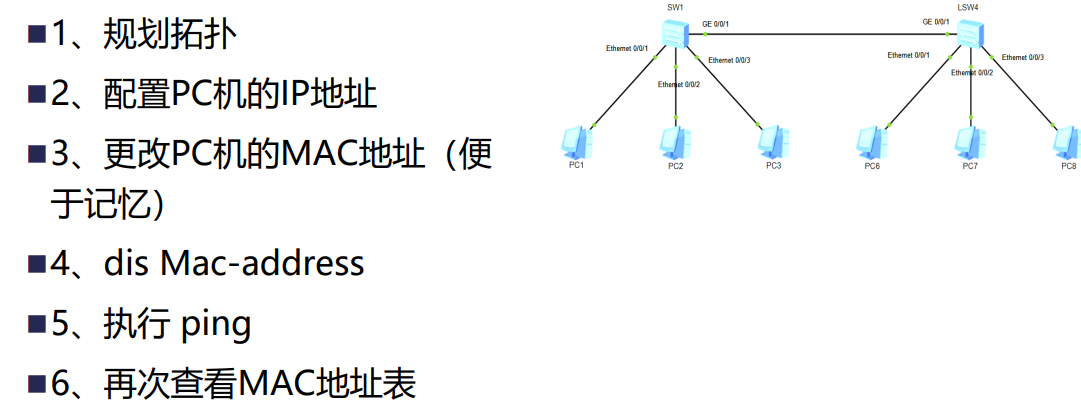 1、规划拓扑
2、配置PC机的IP地址
3、更改PC机的MAC地址（便
于记忆）
4、dis Mac-address
5、执行 ping
6、再次查看MAC地址表
SW1
LSW4
GE 0/0/1
GE 0/0/1
Ethernet 0/0/1
Ethernet 0/0/3
Ethernet 0/0/2
Ethernet 0/0/1
Ethernet 0/0/3
Ethernet 0/0/2
PC1
PC2
PC3
PC6
PC7
PC8